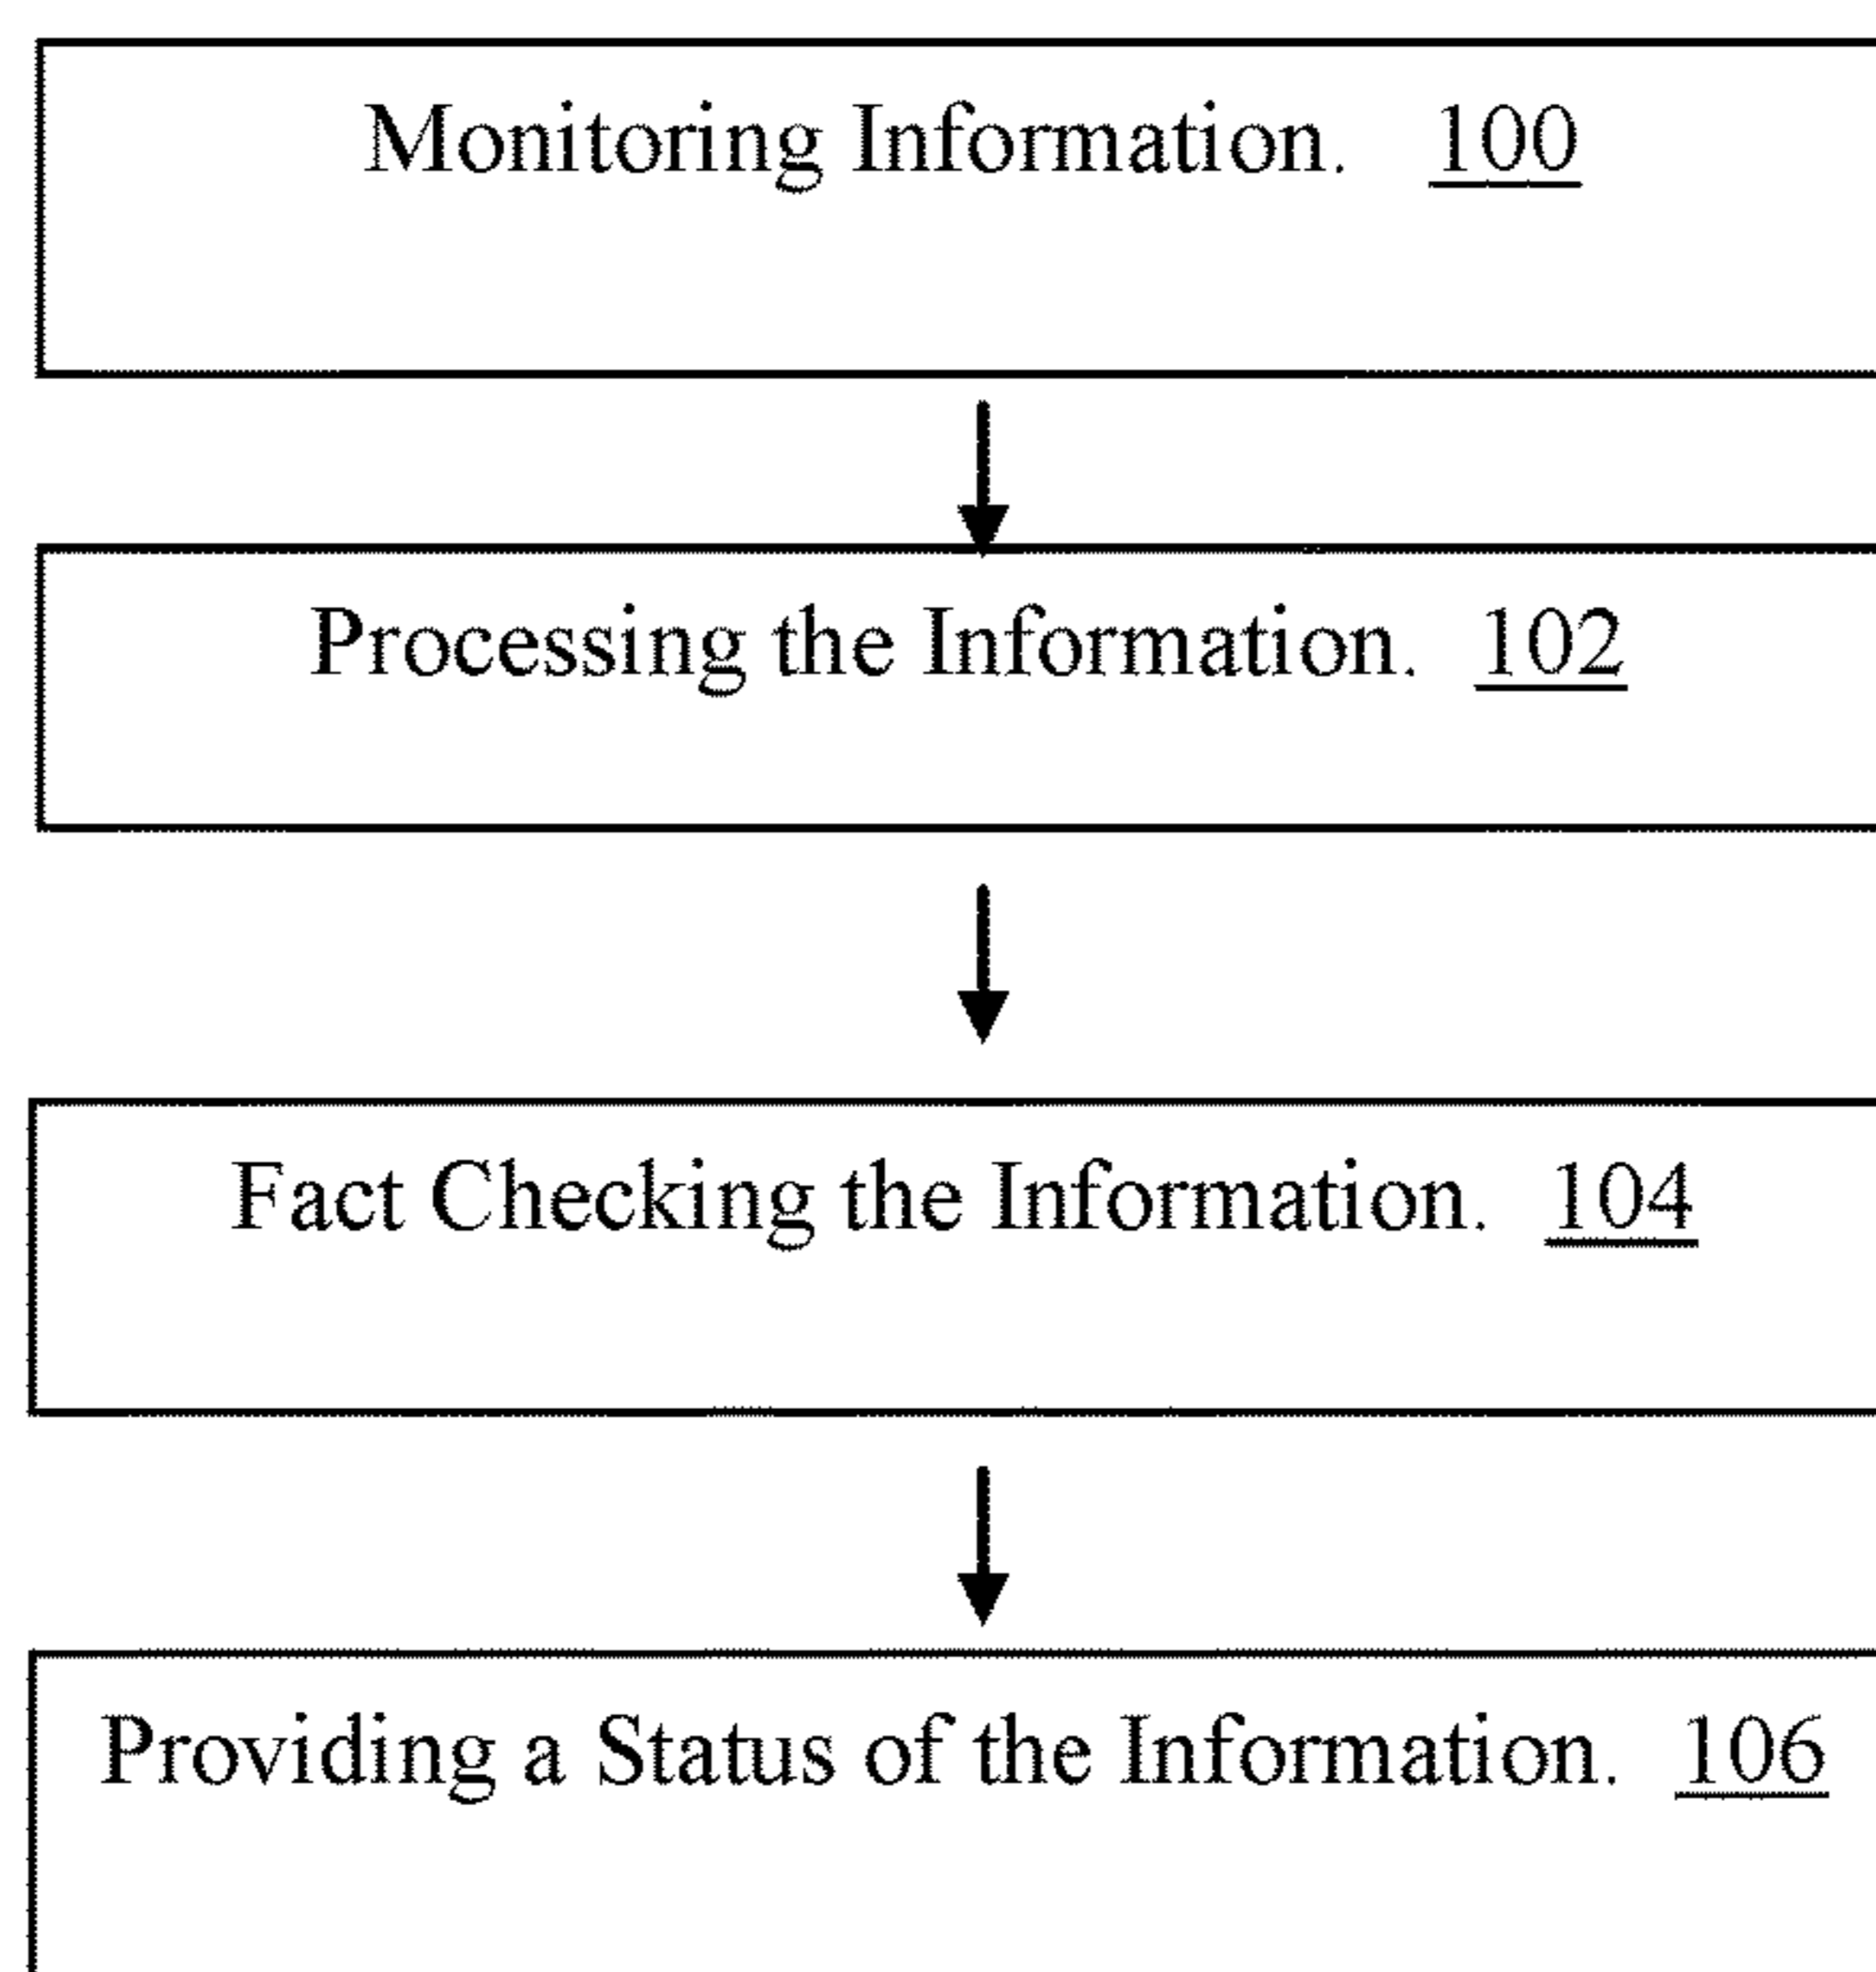 Monitoring Information. 100
Processing the Information. 102
Fact Checking the Information. 104
Providing a Status of the Information. 106